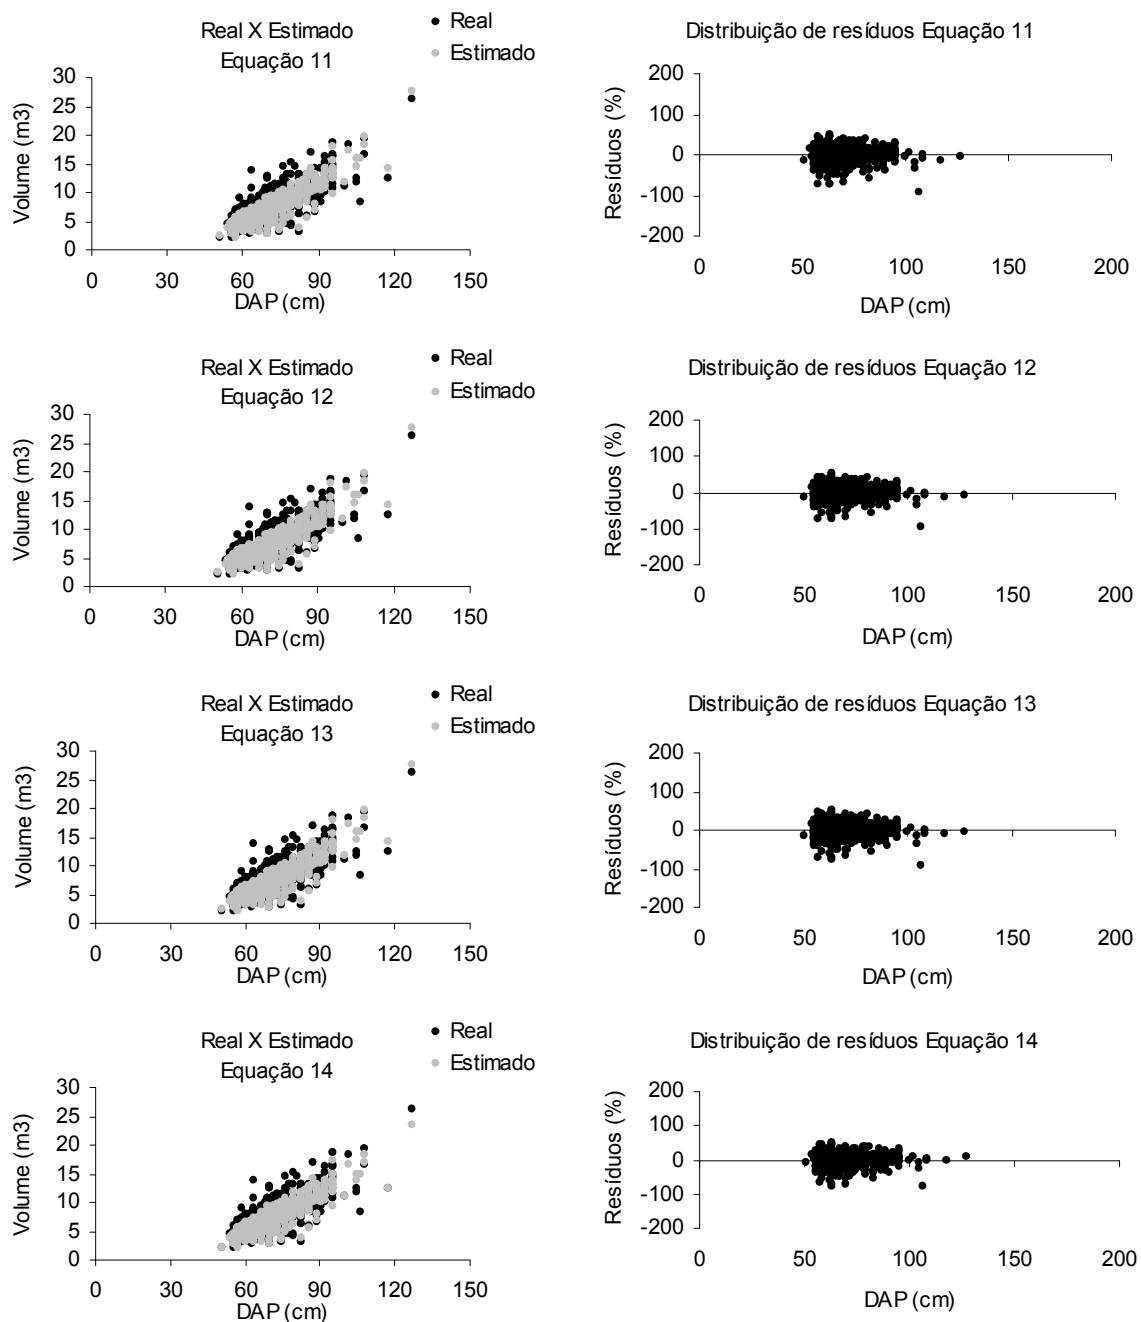 Real X Estimado
Equação 11
Real
Estimado
Volume (m3)
30
25
20
15
10
5
0
0 30 60 90 120 150
DAP (cm)
Distribuição de resíduos Equação 11
Resíduos (%)
200
100
0
-100
-200
0 50 100 150 200
DAP (cm)
Real X Estimado
Equação 12
Real
Estimado
Volume (m3)
30
25
20
15
10
5
0
0 30 60 90 120 150
DAP (cm)
Distribuição de resíduos Equação 12
Resíduos (%)
200
100
0
-100
-200
0 50 100 150 200
DAP (cm)
Real X Estimado
Equação 13
Real
Estimado
Volume (m3)
30
25
20
15
10
5
0
0 30 60 90 120 150
DAP (cm)
Distribuição de resíduos Equação 13
Resíduos (%)
200
100
0
-100
-200
0 50 100 150 200
DAP (cm)
Real X Estimado
Equação 14
Real
Estimado
Volume (m3)
30
25
20
15
10
5
0
0 30 60 90 120 150
DAP (cm)
Distribuição de resíduos Equação 14
Resíduos (%)
200
100
0
-100
-200
0 50 100 150 200
DAP (cm)